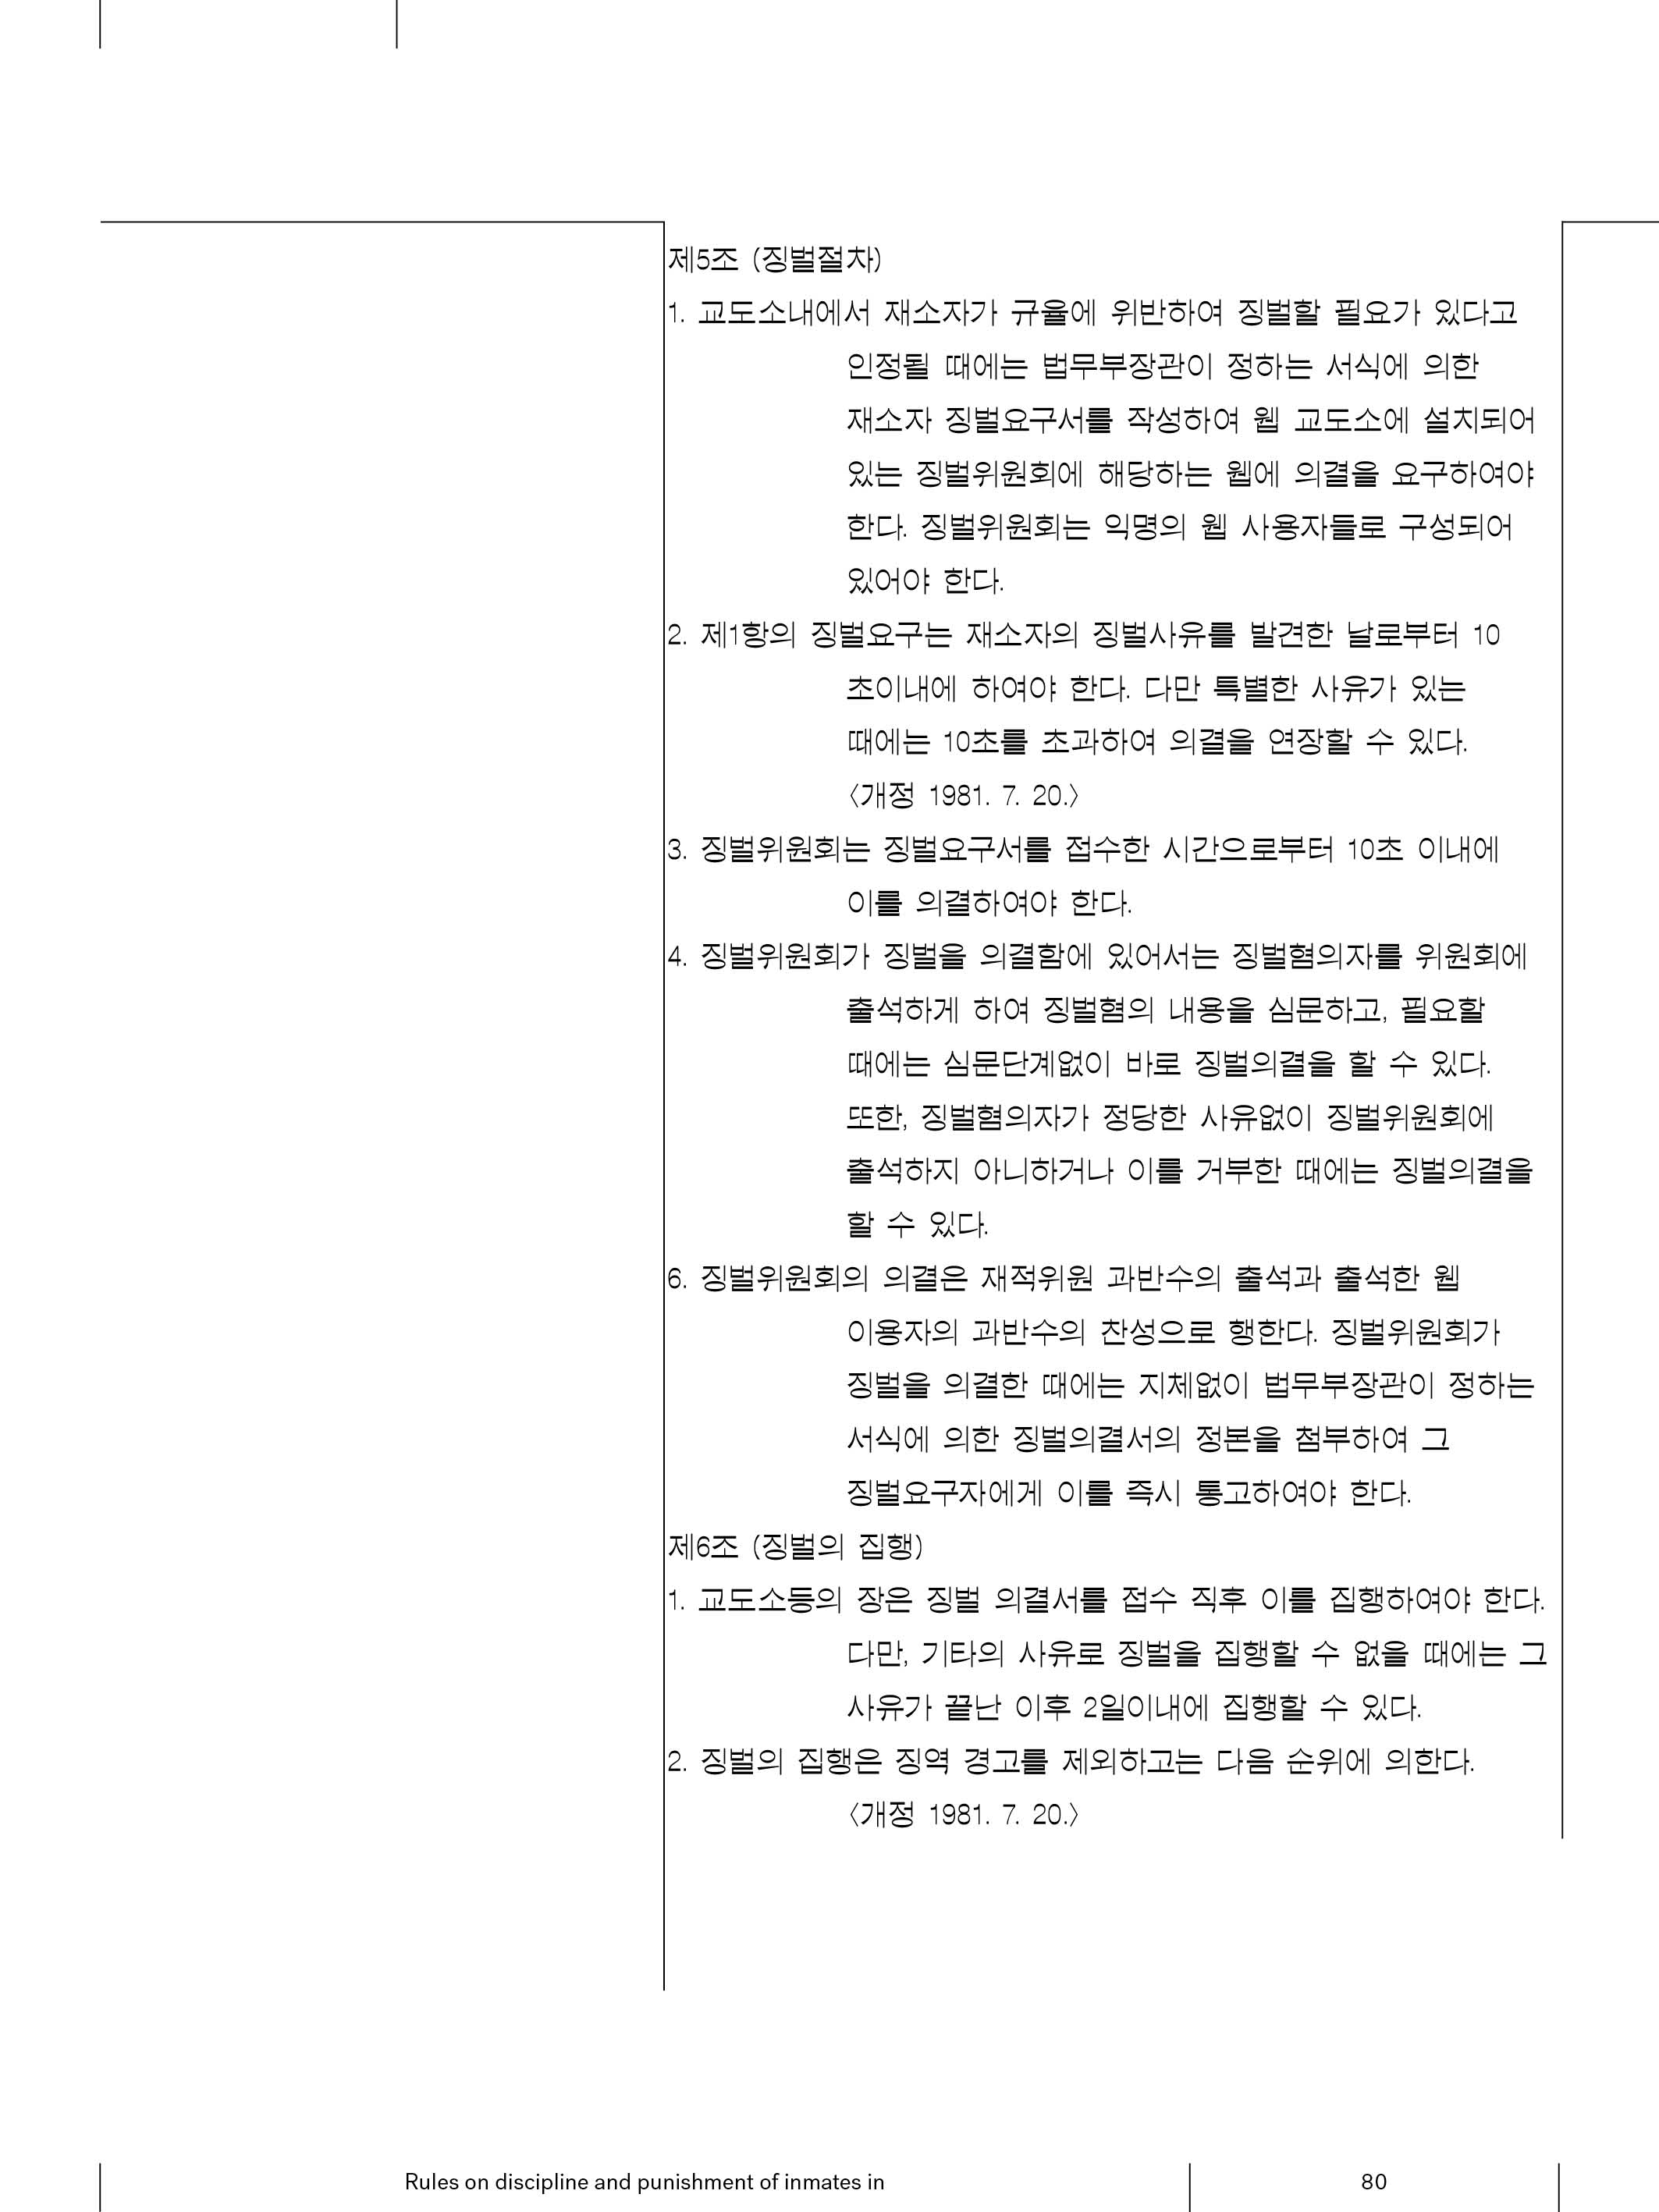 제5조 (징벌절차)
1. 교도소내에서 재소자가 규율에 위반하여 징벌할 필요가 있다고
인정될 때에는 법무부장관이 정하는 서식에 의한
재소자 징벌요구서를 작성하여 웹 교도소에 설치되어
있는 징벌위원회에 해당하는 웹에 의결을 요구하여야
한다. 징벌위원회는 익명의 웹 사용자들로 구성되어
있어야 한다.
2. 제1항의 징벌요구는 재소자의 징벌사유를 발견한 날로부터 10
초이내에 하여야 한다. 다만 특별한 사유가 있는
때에는 10초를 초과하여 의결을 연장할 수 있다.
〈개정 1981. 7. 20.〉
3. 징벌위원회는 징벌요구서를 접수한 시간으로부터 10초 이내에
이를 의결하여야 한다.
4. 징벌위원회가 징벌을 의결함에 있어서는 징벌혐의자를 위원회에
출석하게 하여 징벌혐의 내용을 심문하고, 필요할
때에는 심문단계없이 바로 징벌의결을 할 수 있다.
또한, 징벌혐의자가 정당한 사유없이 징벌위원회에
출석하지 아니하거나 이를 거부한 때에는 징벌의결을
할 수 있다.
6. 징벌위원회의 의결은 재적위원 과반수의 출석과 출석한 웹
이용자의 과반수의 찬성으로 행한다. 징벌위원회가
징벌을 의결한 때에는 지체없이 법무부장관이 정하는
서식에 의한 징벌의결서의 정본을 첨부하여 그
징벌요구자에게 이를 즉시 통고하여야 한다.
제6조 (징벌의 집행)
1. 교도소등의 장은 징벌 의결서를 접수 직후 이를 집행하여야 한다.
다만, 기타의 사유로 징벌을 집행할 수 없을 때에는 그
사유가 끝난 이후 2일이내에 집행할 수 있다.
2. 징벌의 집행은 징역 경고를 제외하고는 다음 순위에 의한다.
〈개정 1981. 7. 20.〉
Rules on discipline and punishment of inmates in
80